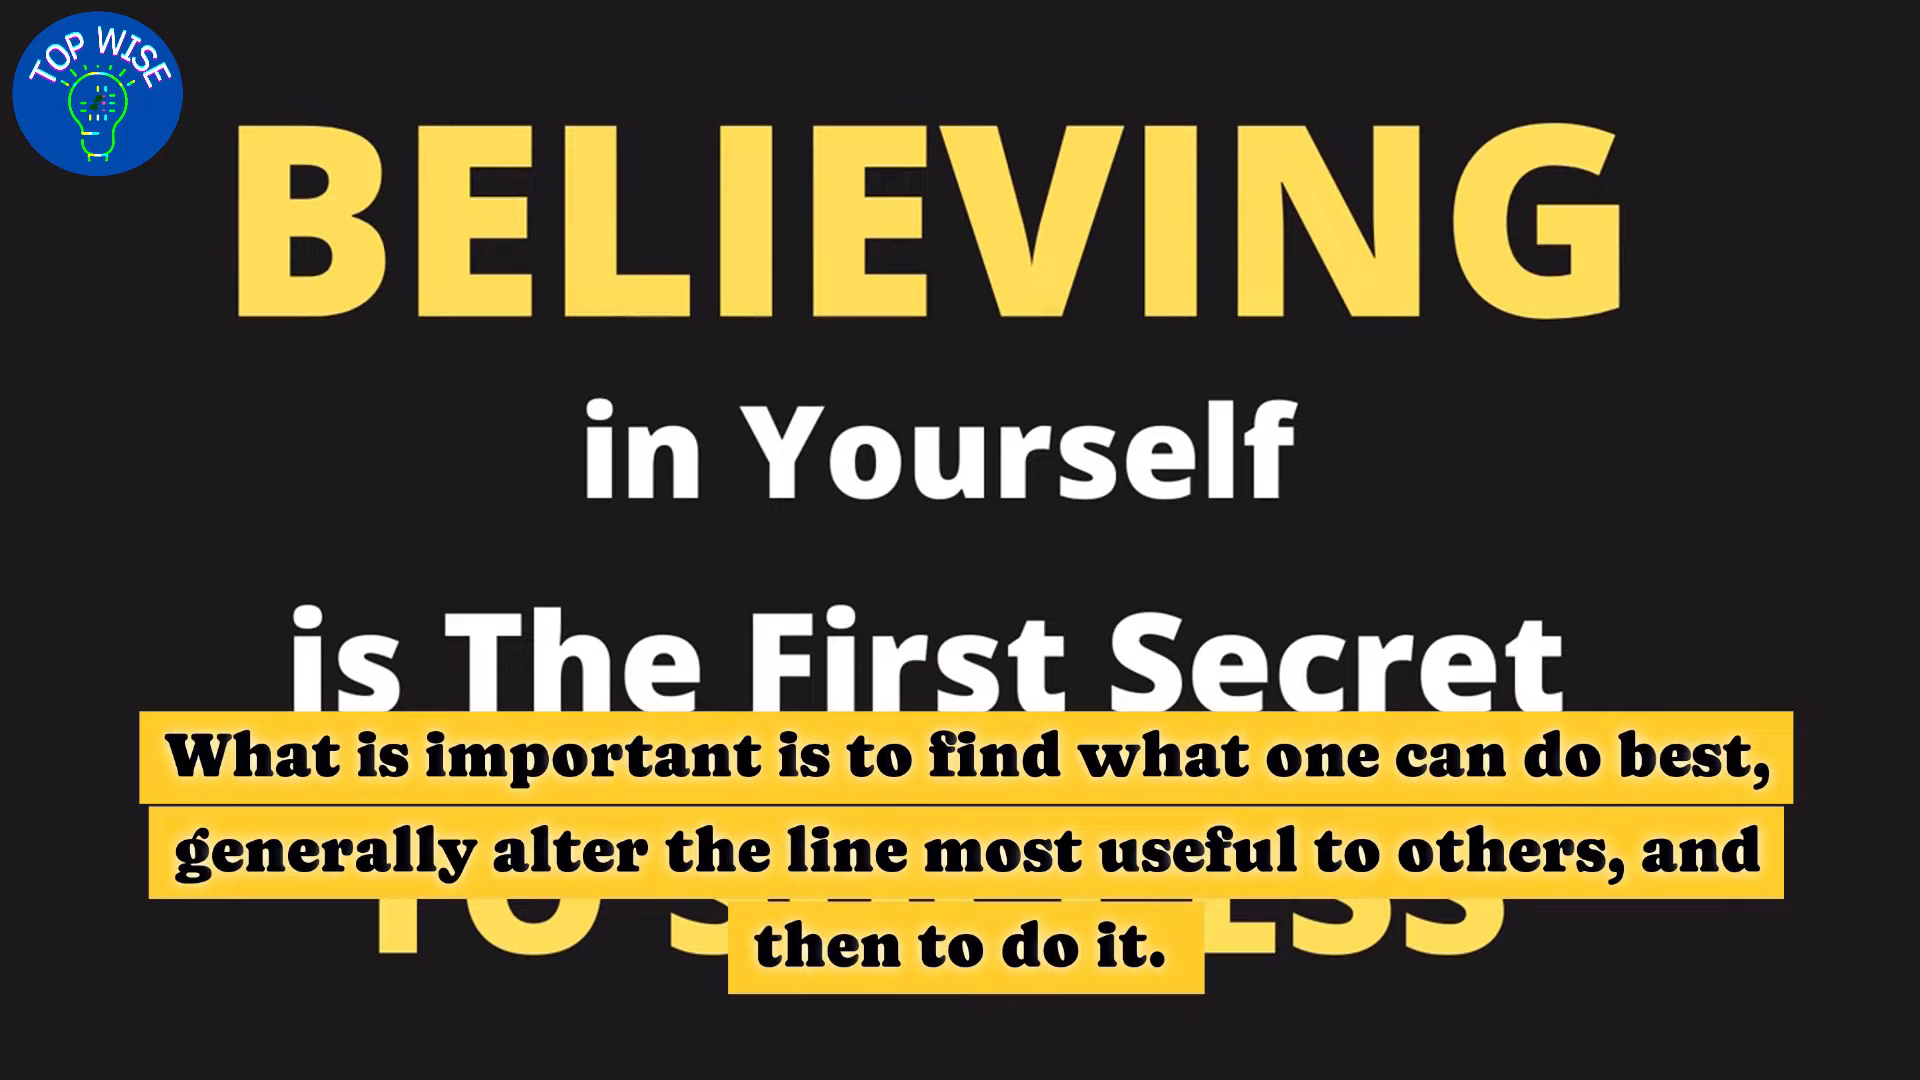 TOP WISE
BELIEVING
in Yourself
is The First Secret
What is important is to find what one can do best,
generally alter the line most useful to others, and
then to do it.